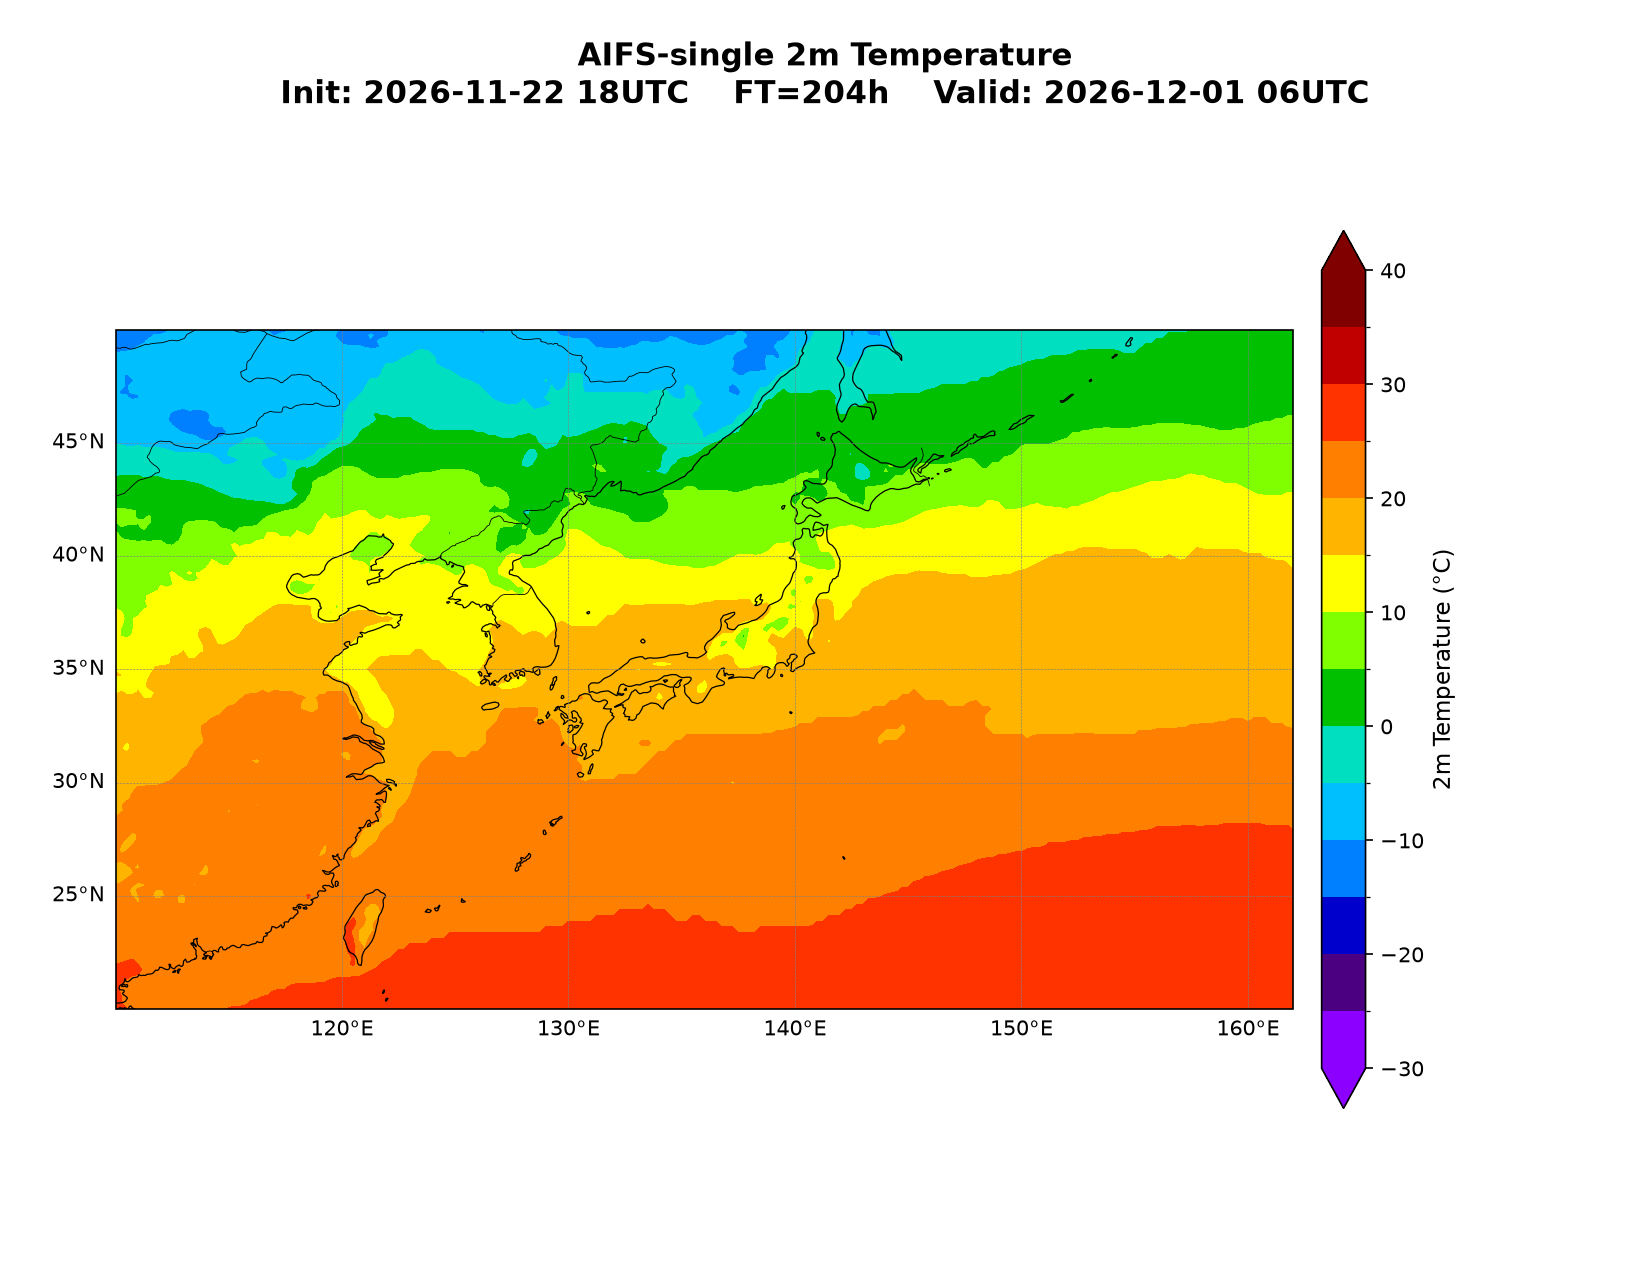 AIFS-single 2m Temperature
Init: 2026-11-22 18UTC    FT=204h    Valid: 2026-12-01 06UTC
45°N
40°N
35°N
30°N
25°N
120°E
130°E
140°E
150°E
160°E
40
30
20
10
0
−10
−20
−30
2m Temperature (°C)